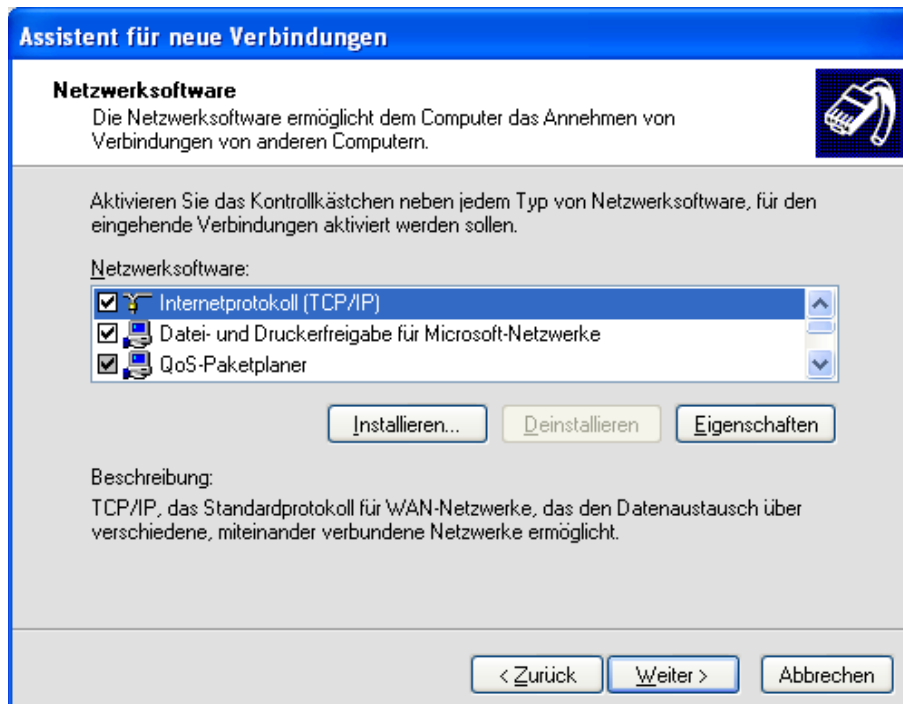 Assistent für neue Verbindungen
Netzwerksoftware
Die Netzwerksoftware ermöglicht dem Computer das Annehmen von
Verbindungen von anderen Computern.
Aktivieren Sie das Kontrollkästchen neben jedem Typ von Netzwerksoftware, für den
eingehende Verbindungen aktiviert werden sollen.
Netzwerksoftware:
Internetprotokoll (TCP/IP)
Datei- und Druckerfreigabe für Microsoft-Netzwerke
QoS-Paketplaner
Installieren... Deinstallieren Eigenschaften
Beschreibung:
TCP/IP, das Standardprotokoll für WAN-Netzwerke, das den Datenaustausch über
verschiedene, miteinander verbundene Netzwerke ermöglicht.
< Zurück Weiter > Abbrechen